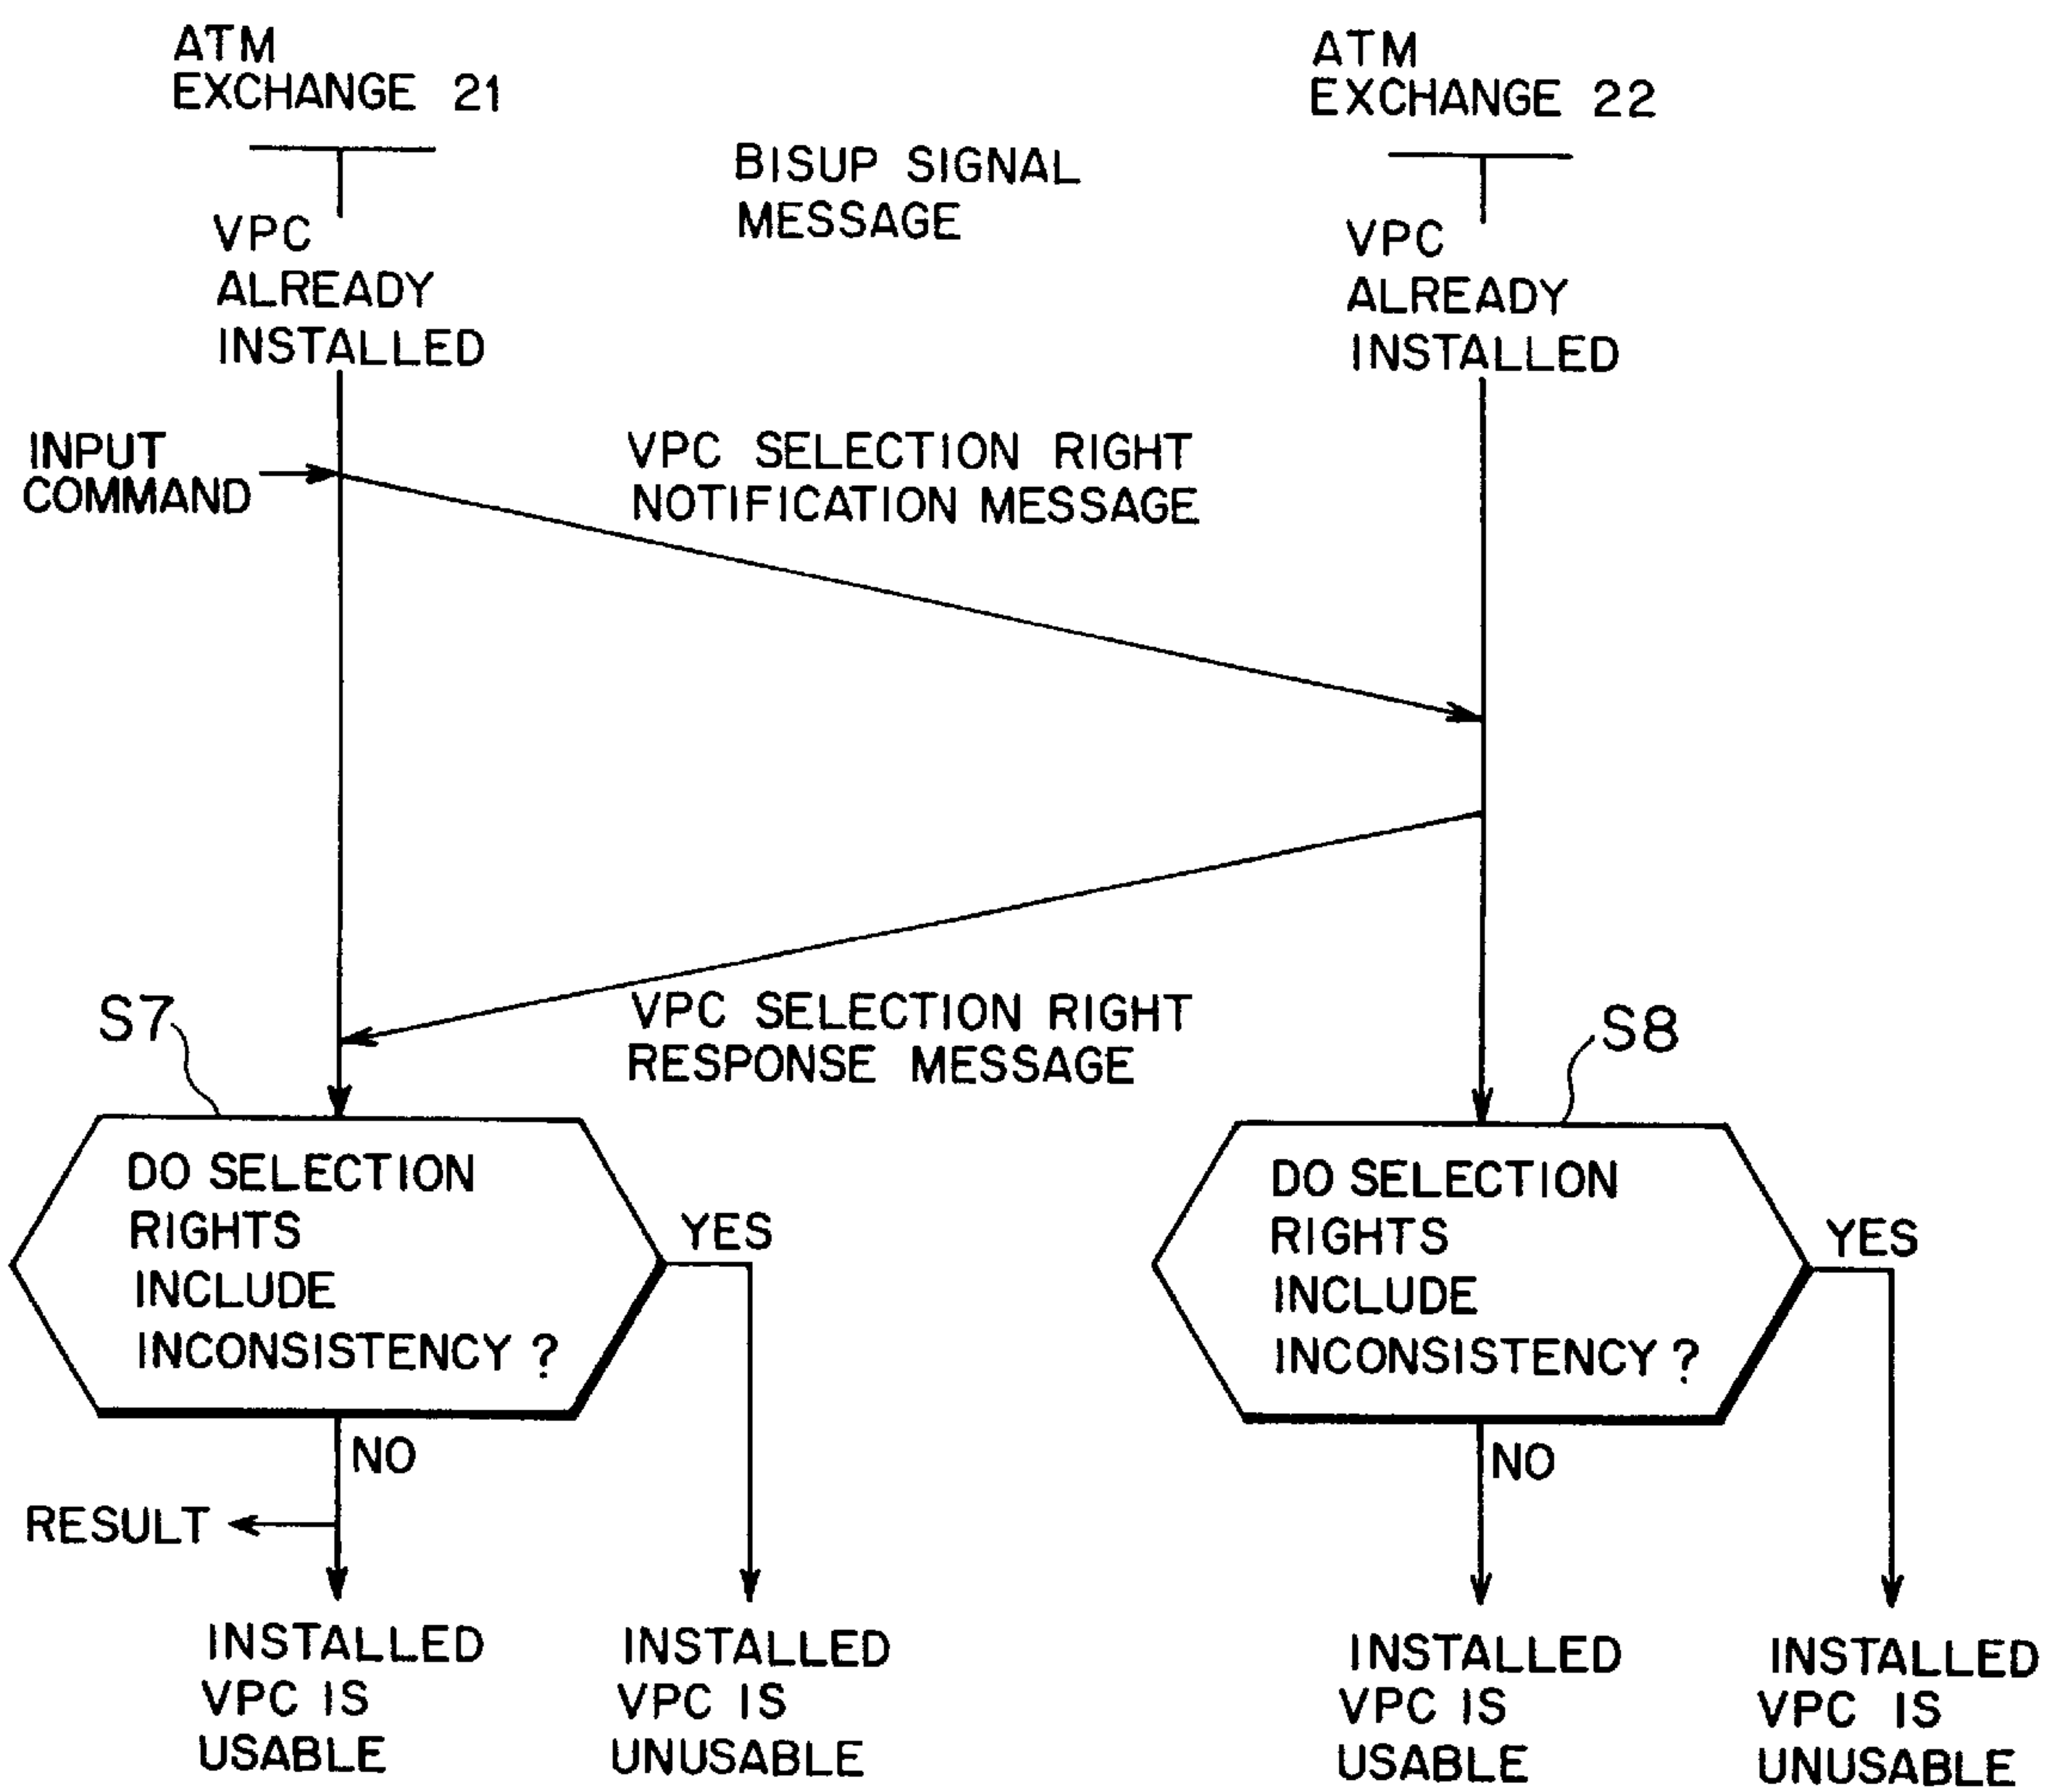 ATM
EXCHANGE 21
ATM
EXCHANGE 22
BISUP SIGNAL
MESSAGE
VPC
ALREADY
INSTALLED
VPC
ALREADY
INSTALLED
INPUT
COMMAND
VPC SELECTION RIGHT
NOTIFICATION MESSAGE
VPC SELECTION RIGHT
RESPONSE MESSAGE
S7
S8
DO SELECTION
RIGHTS
INCLUDE
INCONSISTENCY ?
YES
DO SELECTION
RIGHTS
INCLUDE
INCONSISTENCY ?
YES
NO
NO
RESULT
INSTALLED
VPC IS
USABLE
INSTALLED
VPC IS
UNUSABLE
INSTALLED
VPC IS
USABLE
INSTALLED
VPC IS
UNUSABLE